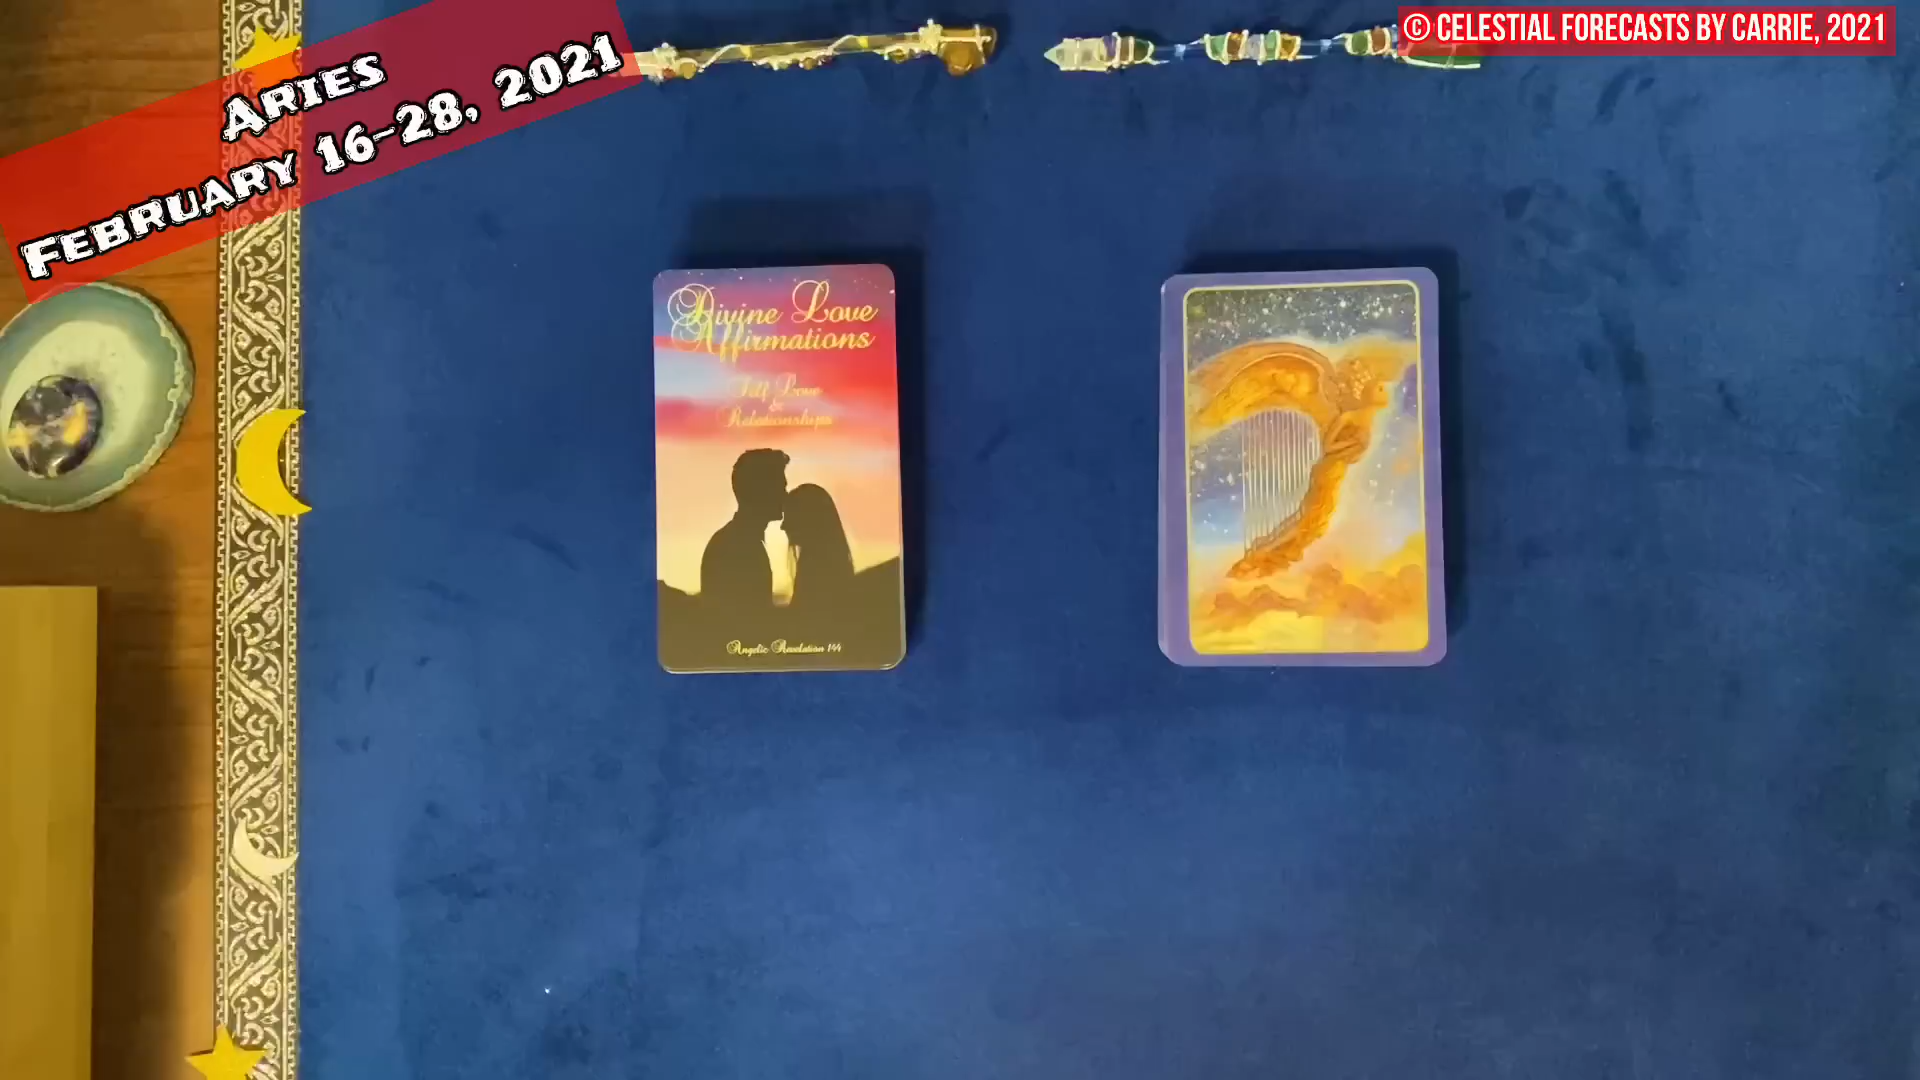 ARIES
FEBRUARY 16-28, 2021
© CELESTIAL FORECASTS BY CARRIE, 2021
Divine Love
Affirmations
Self Love
&
Relationships
Angelic Revelation 144